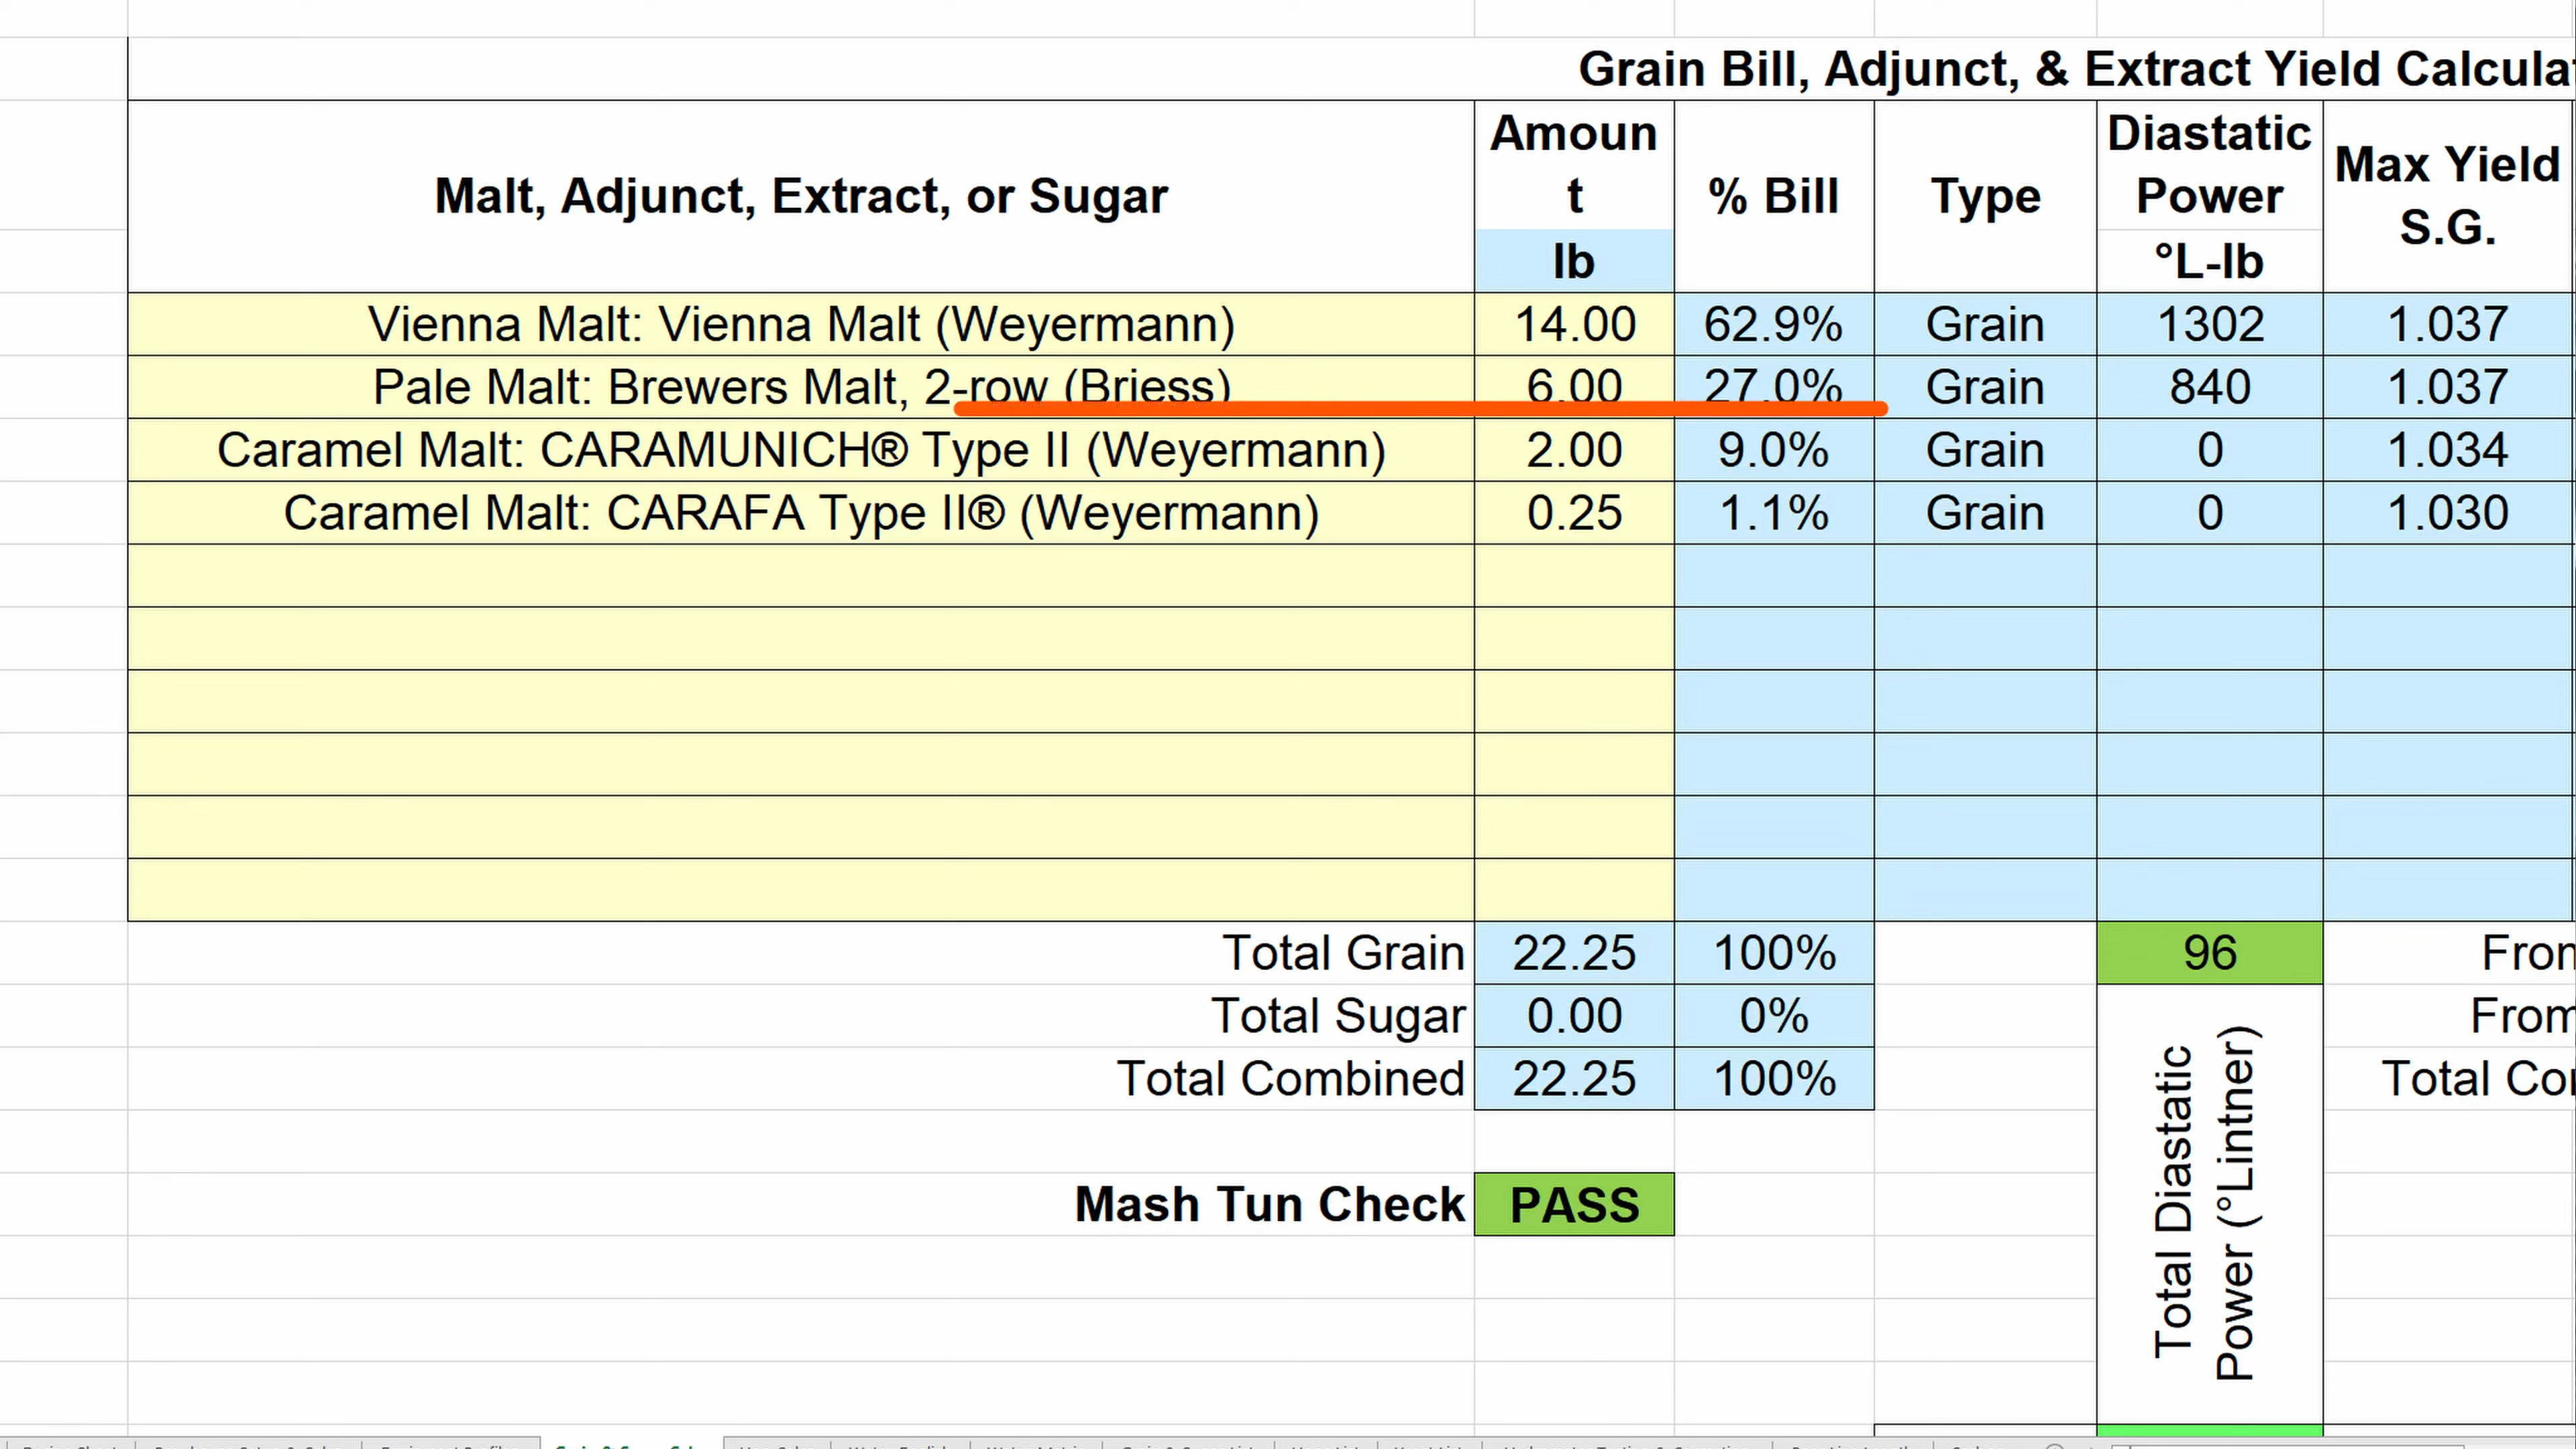 Grain Bill, Adjunct, & Extract Yield Calcula
Malt, Adjunct, Extract, or Sugar
Amoun
t
lb
% Bill
Type
Diastatic
Power
°L-lb
Max Yield
S.G.
Vienna Malt: Vienna Malt (Weyermann) 14.00 62.9% Grain 1302 1.037
Pale Malt: Brewers Malt, 2-row (Briess) 6.00 27.0% Grain 840 1.037
Caramel Malt: CARAMUNICH® Type II (Weyermann) 2.00 9.0% Grain 0 1.034
Caramel Malt: CARAFA Type II® (Weyermann) 0.25 1.1% Grain 0 1.030
Total Grain 22.25 100% 96 From
Total Sugar 0.00 0% From
Total Combined 22.25 100% Total Co
Total Diastatic
Power (°Lintner)
Mash Tun Check PASS